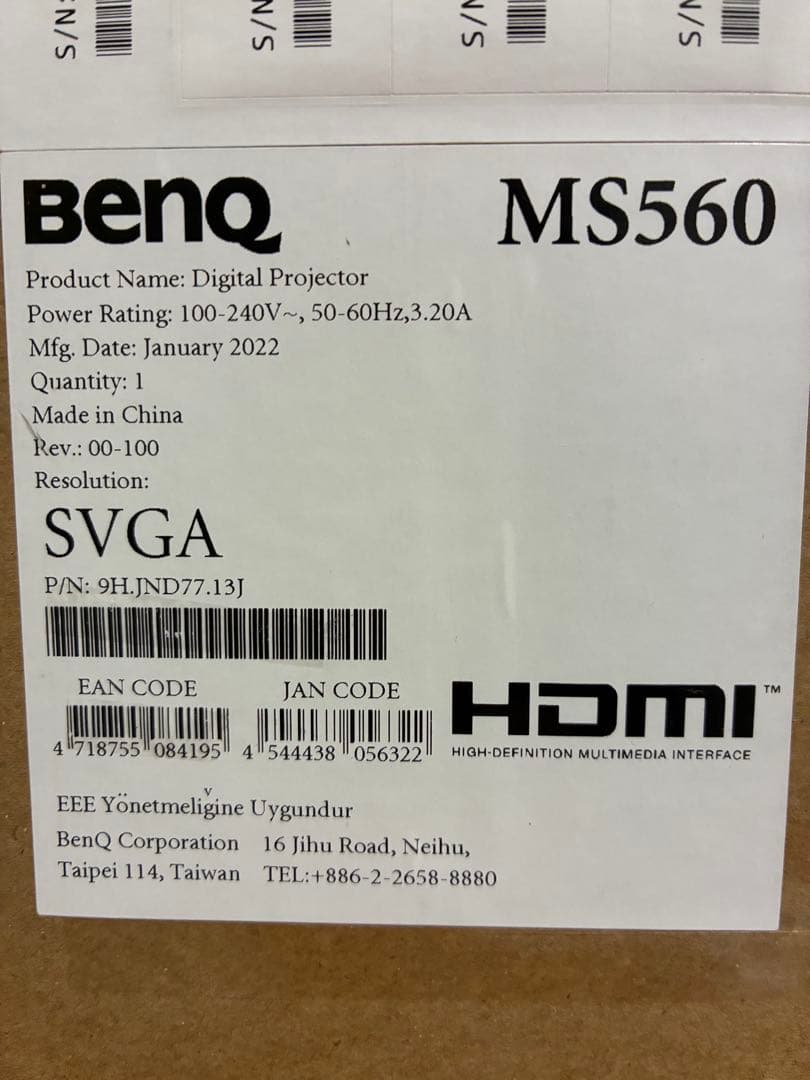 N/S
N/S
N/S
N/S
BenQ
MS560
Product Name: Digital Projector
Power Rating: 100-240V~, 50-60Hz,3.20A
Mfg. Date: January 2022
Quantity: 1
Made in China
Rev.: 00-100
Resolution:
SVGA
P/N: 9H.JND77.13J
EAN CODE JAN CODE
4 718755 084195 4 544438 056322
HDMI™
HIGH-DEFINITION MULTIMEDIA INTERFACE
EEE Yönetmeliğine Uygundur
BenQ Corporation 16 Jihu Road, Neihu,
Taipei 114, Taiwan TEL:+886-2-2658-8880